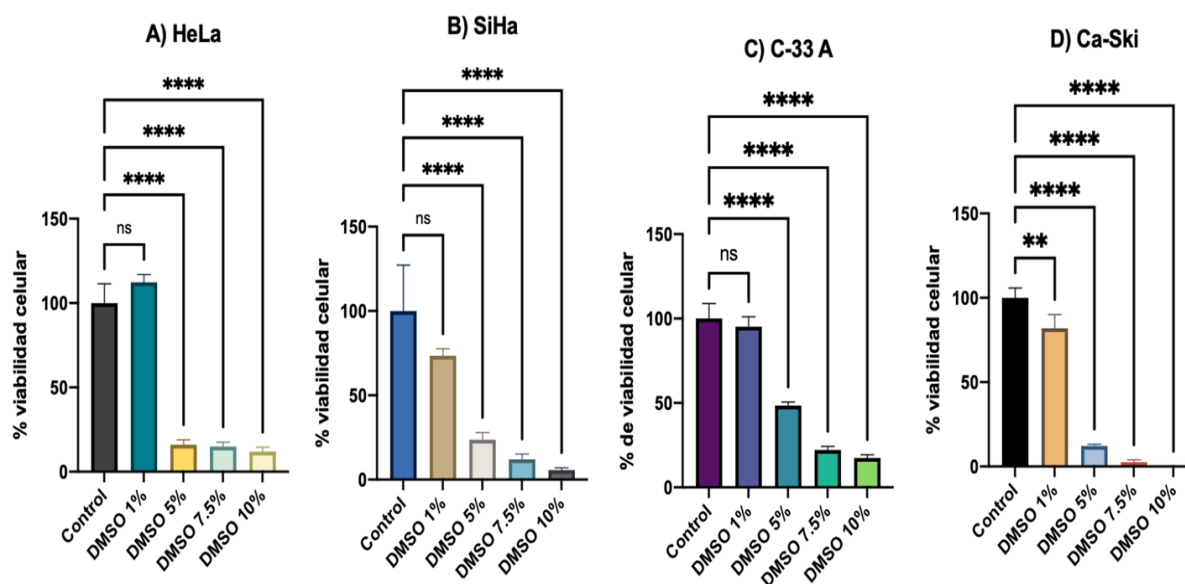 A) HeLa
****
****
****
ns
% viabilidad celular
150
100
50
0
Control
DMSO 1%
DMSO 5%
DMSO 7.5%
DMSO 10%
B) SiHa
****
****
****
ns
% viabilidad celular
150
100
50
0
Control
DMSO 1%
DMSO 5%
DMSO 7.5%
DMSO 10%
C) C-33 A
****
****
****
ns
% de viabilidad celular
150
100
50
0
Control
DMSO 1%
DMSO 5%
DMSO 7.5%
DMSO 10%
D) Ca-Ski
****
****
****
**
% viabilidad celular
150
100
50
0
Control
DMSO 1%
DMSO 5%
DMSO 7.5%
DMSO 10%